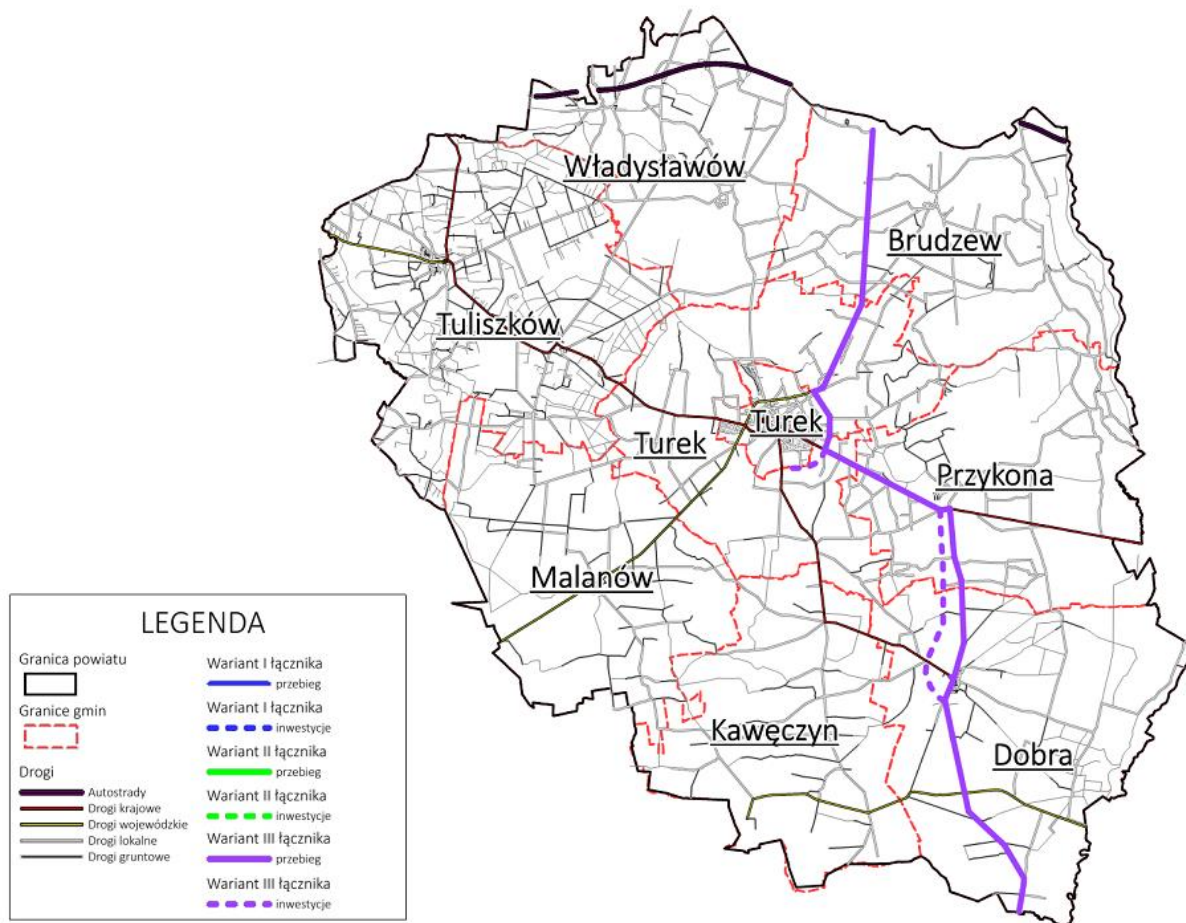 Władysławów
Brudzew
Tuliszków
Turek
Turek
Przykona
Malanów
Kawęczyn
Dobra
LEGENDA
Granica powiatu
Granice gmin
Drogi
Autostrady
Drogi krajowe
Drogi wojewódzkie
Drogi lokalne
Drogi gruntowe
Wariant I łącznika
przebieg
Wariant I łącznika
inwestycje
Wariant II łącznika
przebieg
Wariant II łącznika
inwestycje
Wariant III łącznika
przebieg
Wariant III łącznika
inwestycje